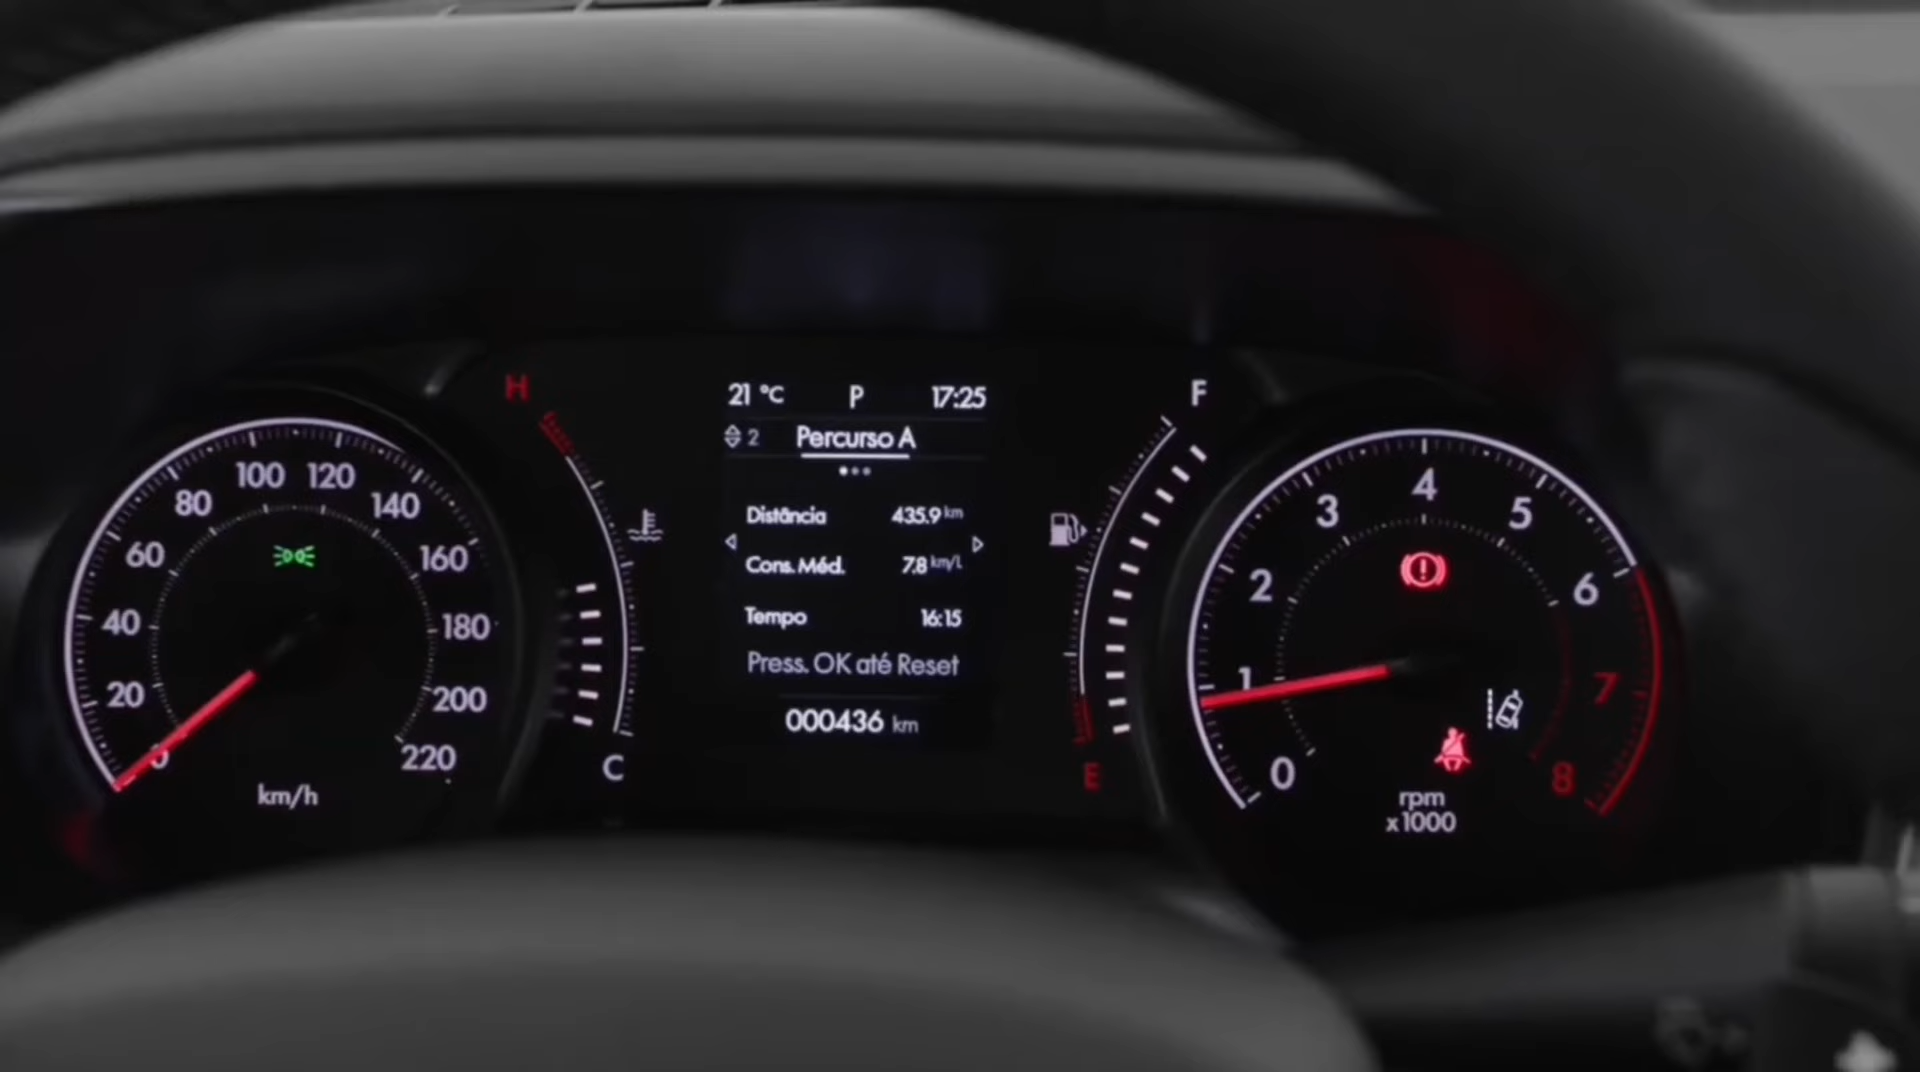 0
20
40
60
80
100
120
140
160
180
200
220
km/h
H
C
21 °C P 17:25
2 Percurso A
Distância 435.9 km
Cons. Méd. 7.8 km/l
Tempo 16:15
Press. OK até Reset
000436 km
F
E
0
1
2
3
4
5
6
7
8
rpm
x1000